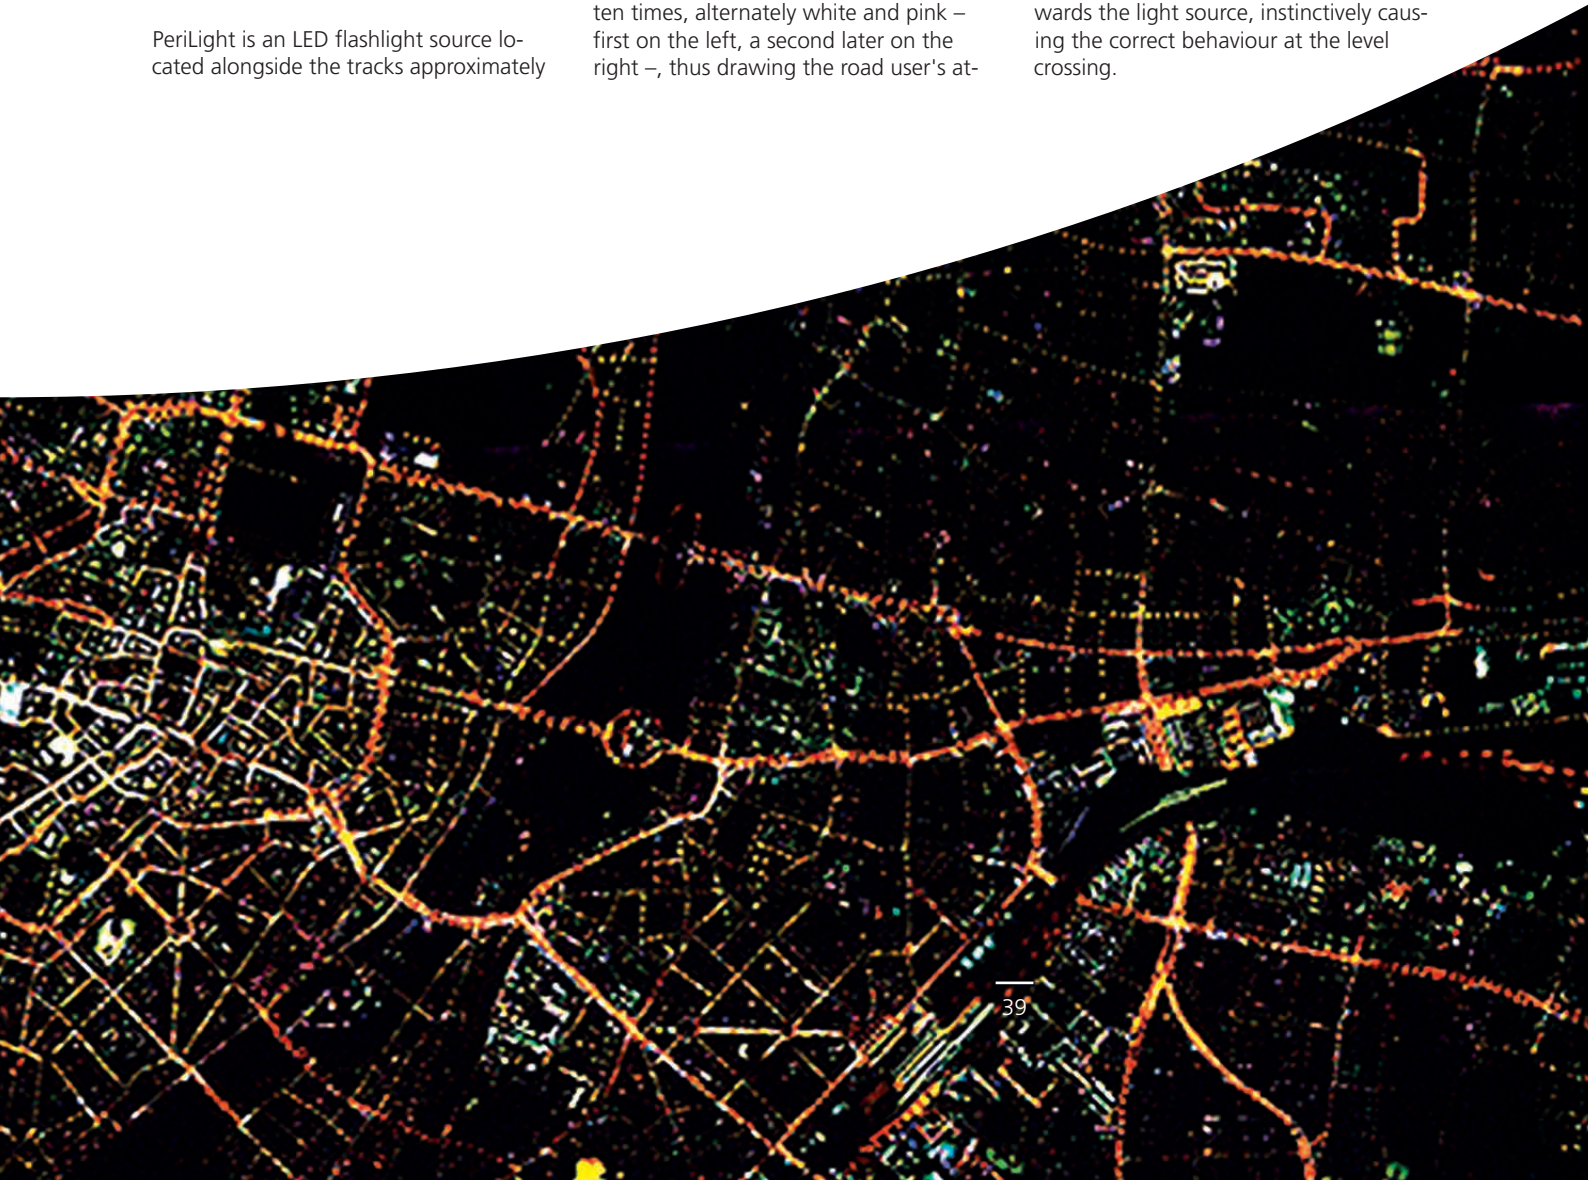 PeriLight is an LED flashlight source lo-
cated alongside the tracks approximately
ten times, alternately white and pink –
first on the left, a second later on the
right –, thus drawing the road user's at-
wards the light source, instinctively caus-
ing the correct behaviour at the level
crossing.
39